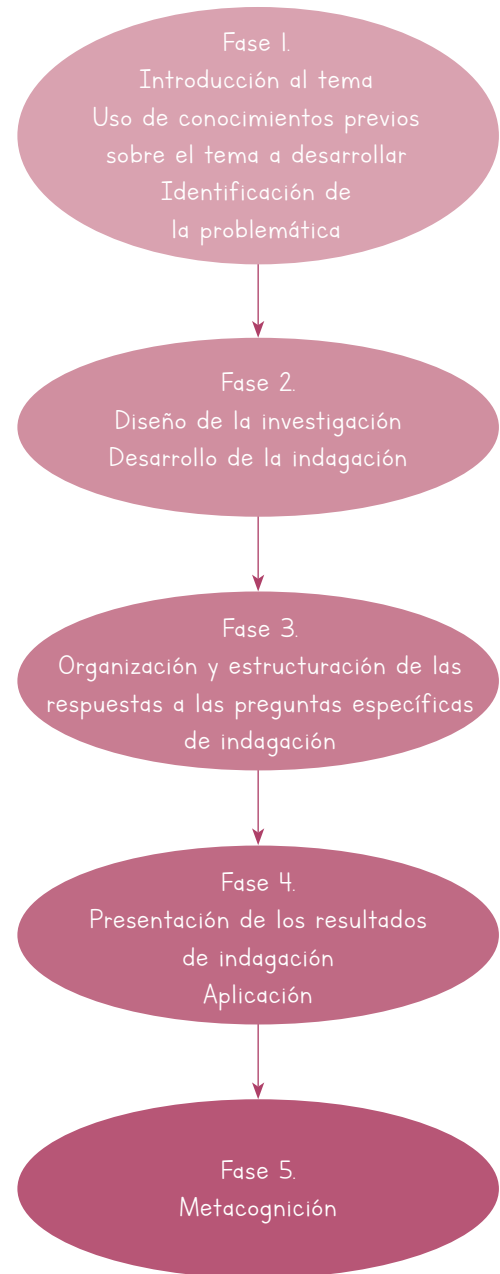 Fase 1.
Introducción al tema
Uso de conocimientos previos
sobre el tema a desarrollar
Identificación de
la problemática
Fase 2.
Diseño de la investigación
Desarrollo de la indagación
Fase 3.
Organización y estructuración de las
respuestas a las preguntas específicas
de indagación
Fase 4.
Presentación de los resultados
de indagación
Aplicación
Fase 5.
Metacognición